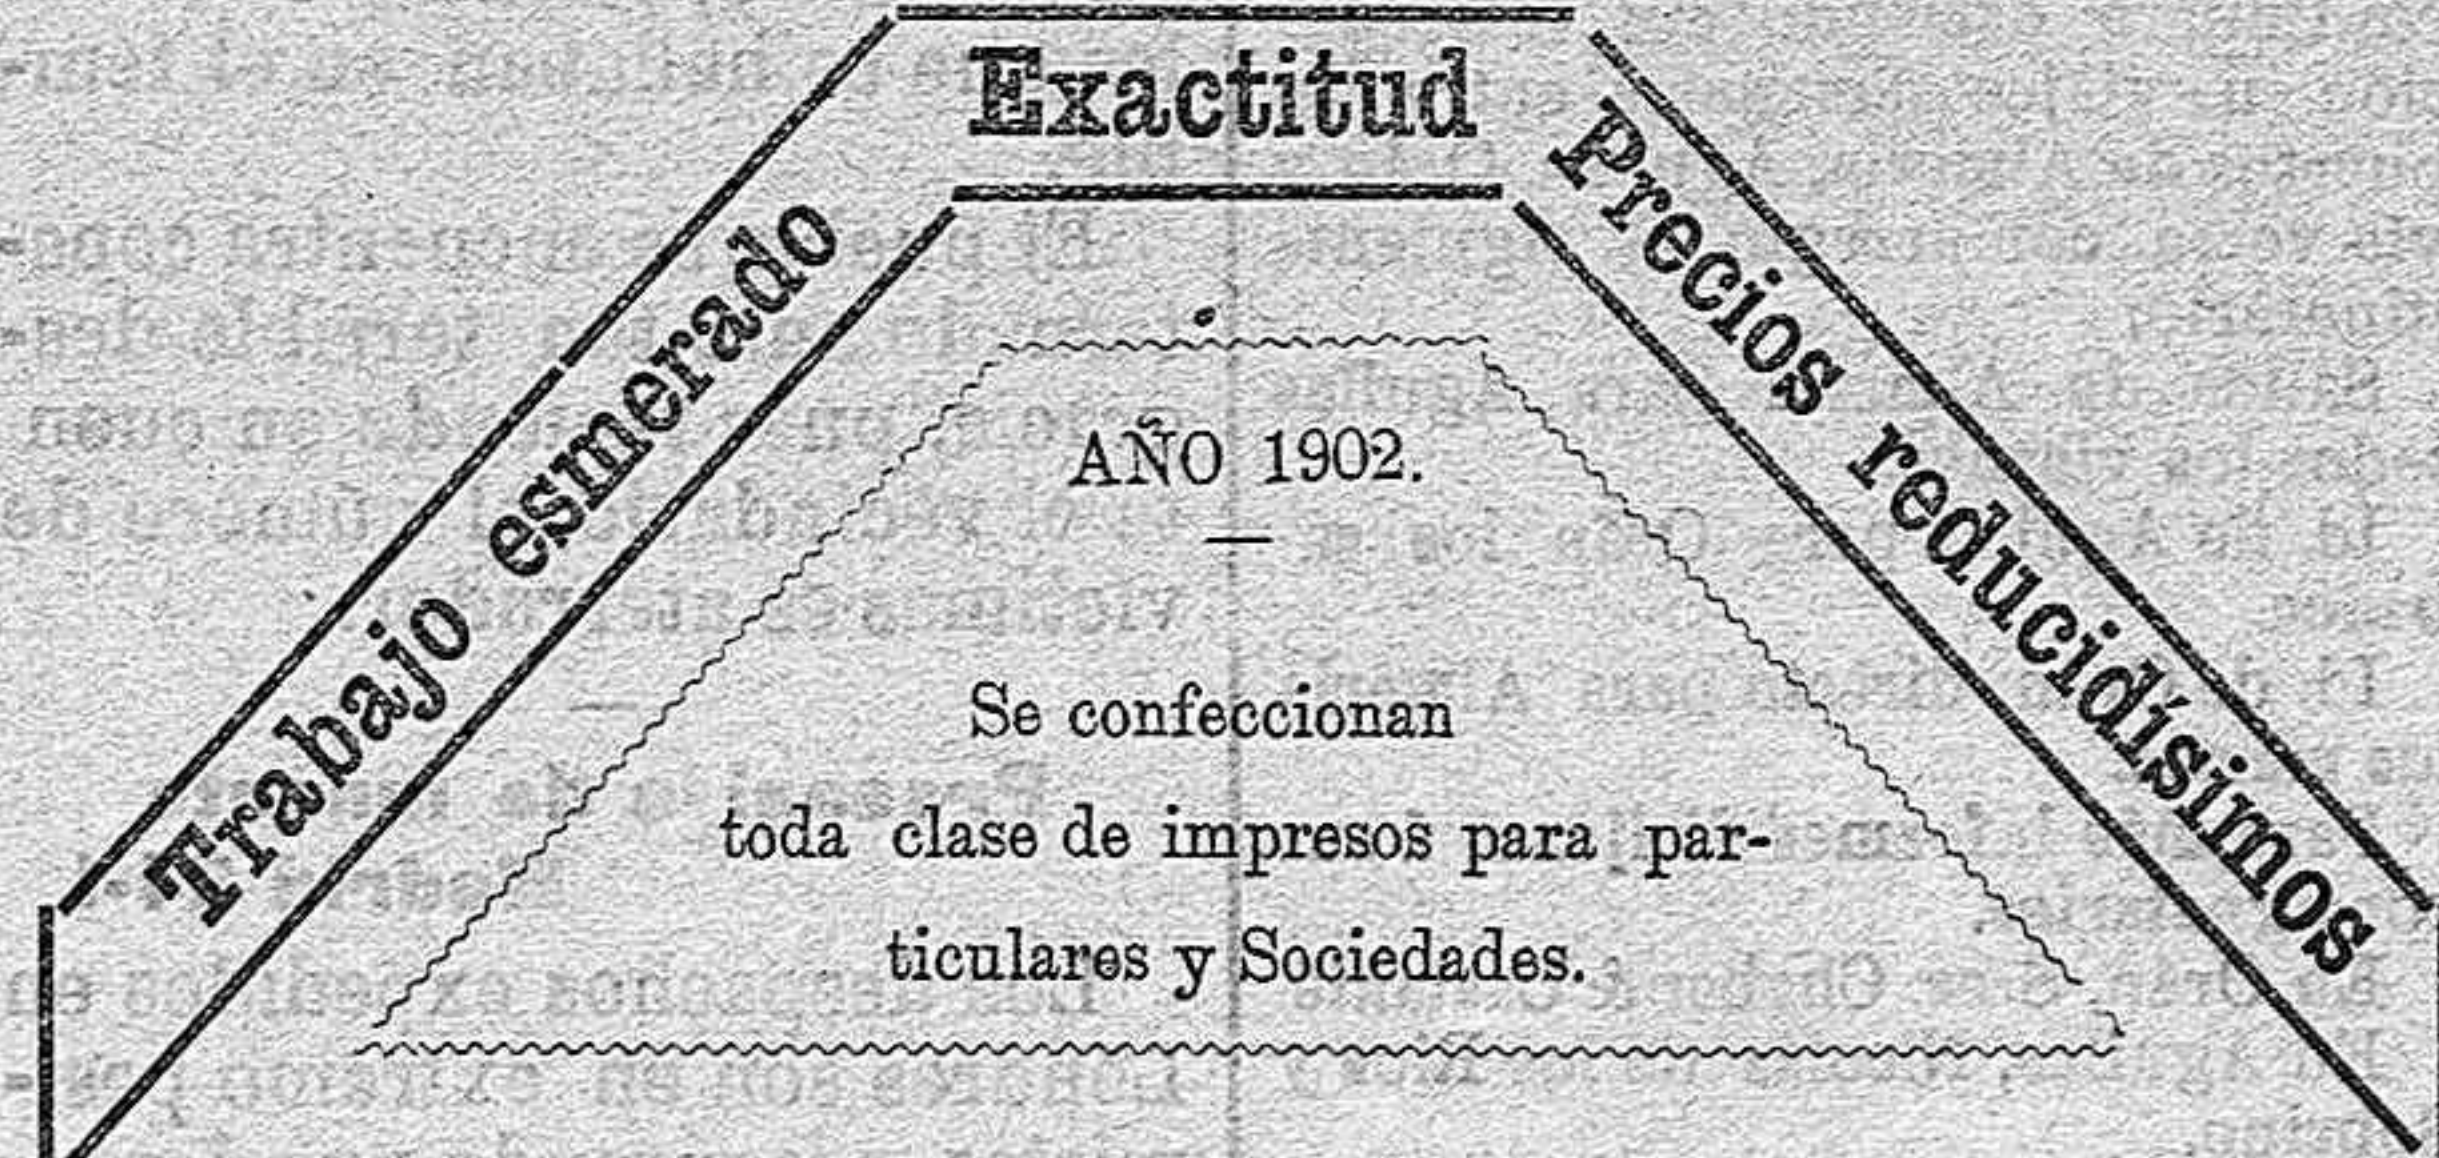 Trabajo esmerado
Exactitud
Precios reducidísimos
AÑO 1902.
Se confeccionan
toda clase de impresos para par-
ticulares y Sociedades.